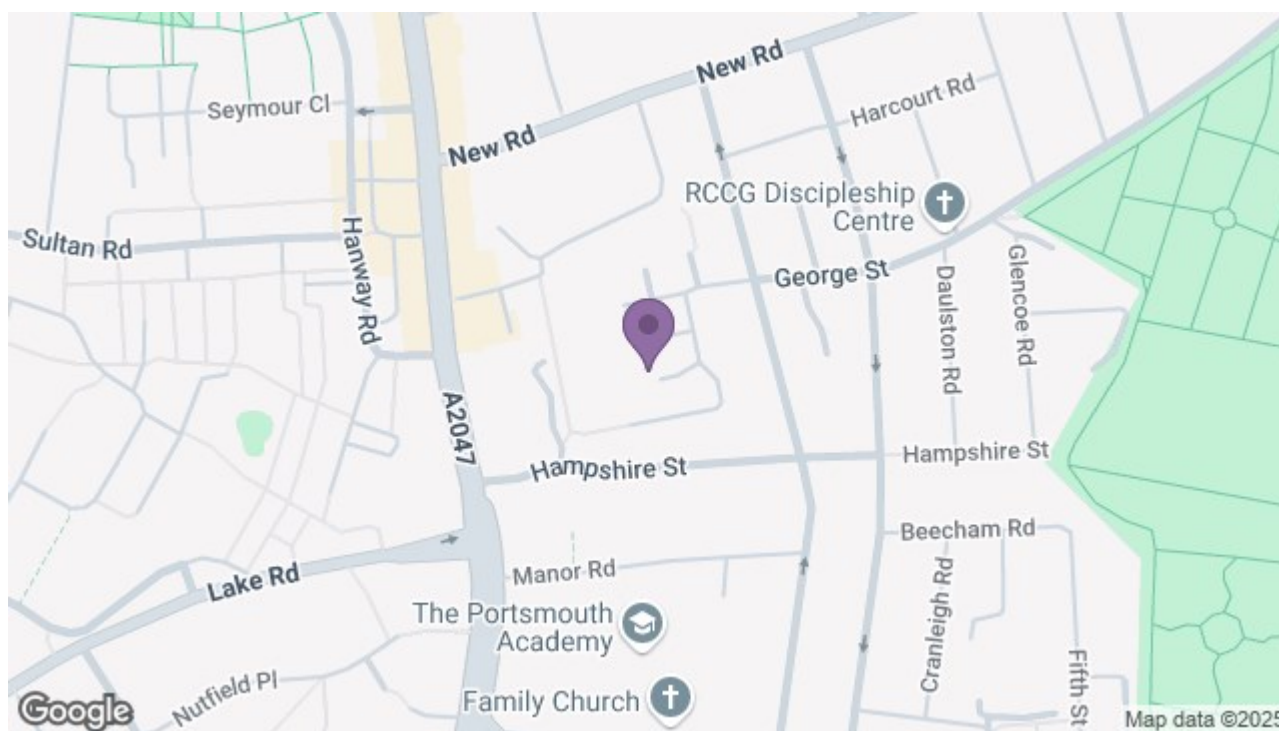 New Rd
Seymour Cl
Harcourt Rd
New Rd
RCCG Discipleship
Centre
Sultan Rd
Hanway Rd
George St
Daulston Rd
Glencoe Rd
A2047
Hampshire St
Hampshire St
Beecham Rd
Lake Rd
Manor Rd
Cranleigh Rd
The Portsmouth
Academy
Nutfield Pl
Family Church
Fifth St
Google
Map data ©2025